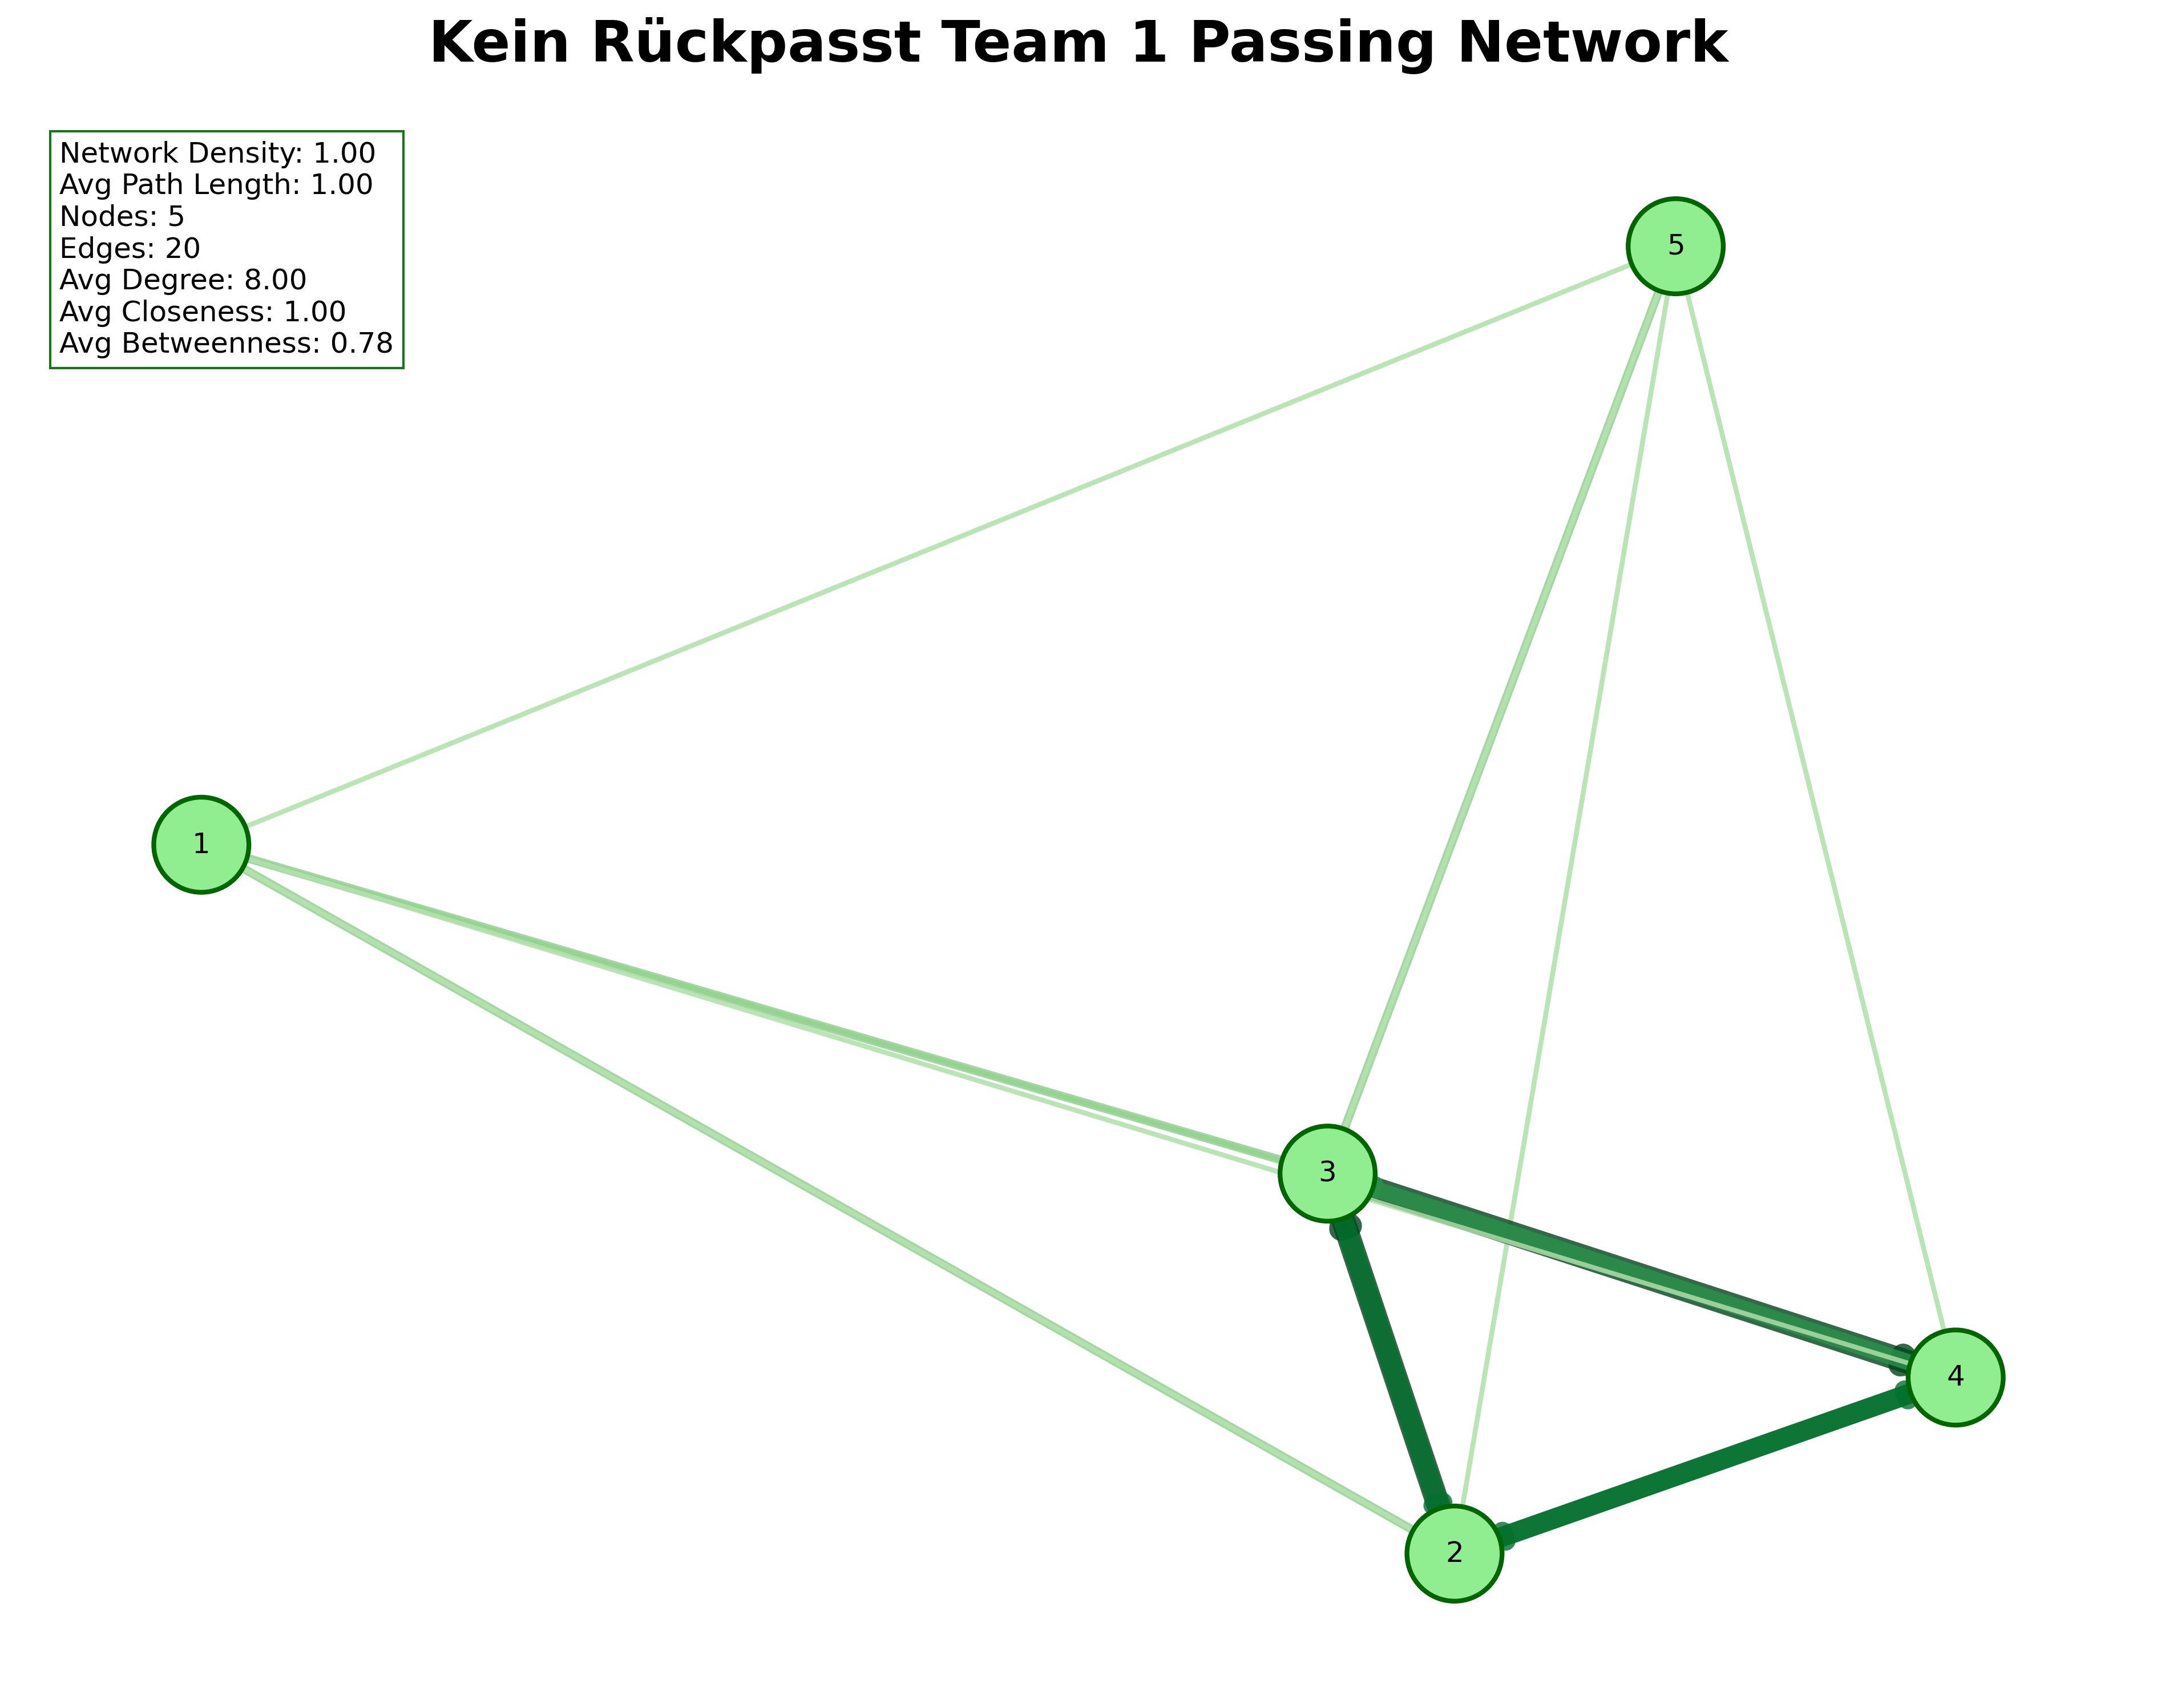 Kein Rückpasst Team 1 Passing Network
Network Density: 1.00
Avg Path Length: 1.00
Nodes: 5
Edges: 20
Avg Degree: 8.00
Avg Closeness: 1.00
Avg Betweenness: 0.78
5
1
3
4
2